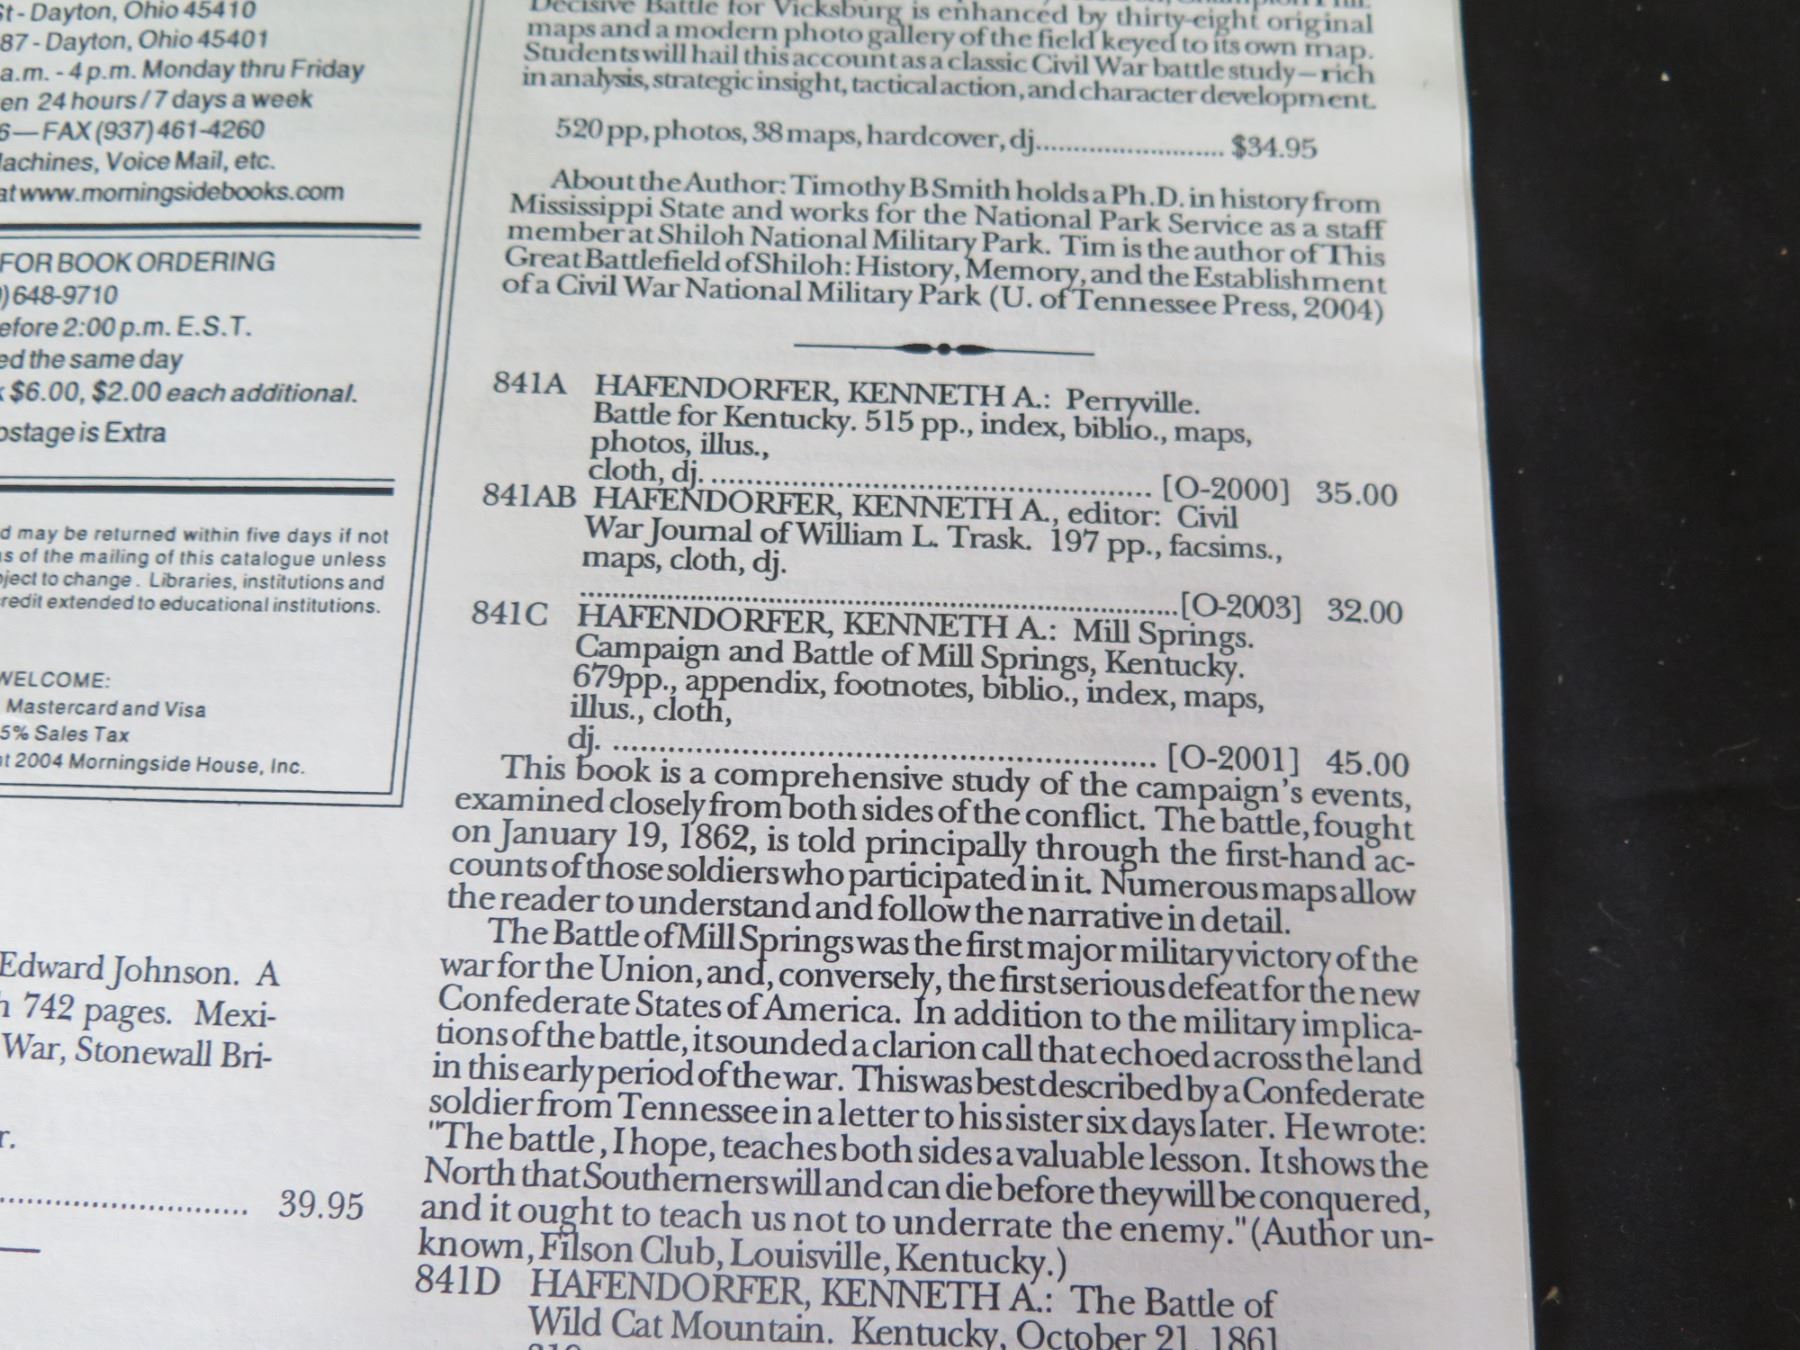 St - Dayton, Ohio 45410
87 - Dayton, Ohio 45401
a.m. - 4 p.m. Monday thru Friday
en 24 hours / 7 days a week
6—FAX (937) 461-4260
Machines, Voice Mail, etc.
at www.morningsidebooks.com
FOR BOOK ORDERING
) 648-9710
efore 2:00 p.m. E.S.T.
ed the same day
$6.00, $2.00 each additional.
ostage is Extra
d may be returned within five days if not
as of the mailing of this catalogue unless
ject to change. Libraries, institutions and
redit extended to educational institutions.
WELCOME:
Mastercard and Visa
5% Sales Tax
2004 Morningside House, Inc.
Edward Johnson. A
742 pages. Mexi-
War, Stonewall Bri-
r.
.......................... 39.95
Decisive Battle for Vicksburg is enhanced by thirty-eight original
maps and a modern photo gallery of the field keyed to its own map.
Students will hail this account as a classic Civil War battle study—rich
in analysis, strategic insight, tactical action, and character development.
520 pp, photos, 38 maps, hardcover, dj.......................... $34.95
About the Author: Timothy B Smith holds a Ph.D. in history from
Mississippi State and works for the National Park Service as a staff
member at Shiloh National Military Park. Tim is the author of This
Great Battlefield of Shiloh: History, Memory, and the Establishment
of a Civil War National Military Park (U. of Tennessee Press, 2004)
841A HAFENDORFER, KENNETH A.: Perryville.
Battle for Kentucky. 515 pp., index, biblio., maps,
photos, illus.,
cloth, dj. .................................................. [O-2000] 35.00
841AB HAFENDORFER, KENNETH A., editor: Civil
War Journal of William L. Trask. 197 pp., facsims.,
maps, cloth, dj.
....................................................................[O-2003] 32.00
841C HAFENDORFER, KENNETH A.: Mill Springs.
Campaign and Battle of Mill Springs, Kentucky.
679pp., appendix, footnotes, biblio., index, maps,
illus., cloth,
dj. .............................................................. [O-2001] 45.00
This book is a comprehensive study of the campaign's events,
examined closely from both sides of the conflict. The battle, fought
on January 19, 1862, is told principally through the first-hand ac-
counts of those soldiers who participated in it. Numerous maps allow
the reader to understand and follow the narrative in detail.
The Battle of Mill Springs was the first major military victory of the
war for the Union, and, conversely, the first serious defeat for the new
Confederate States of America. In addition to the military implica-
tions of the battle, it sounded a clarion call that echoed across the land
in this early period of the war. This was best described by a Confederate
soldier from Tennessee in a letter to his sister six days later. He wrote:
"The battle, I hope, teaches both sides a valuable lesson. It shows the
North that Southerners will and can die before they will be conquered,
and it ought to teach us not to underrate the enemy." (Author un-
known, Filson Club, Louisville, Kentucky.)
841D HAFENDORFER, KENNETH A.: The Battle of
Wild Cat Mountain. Kentucky, October 21, 1861